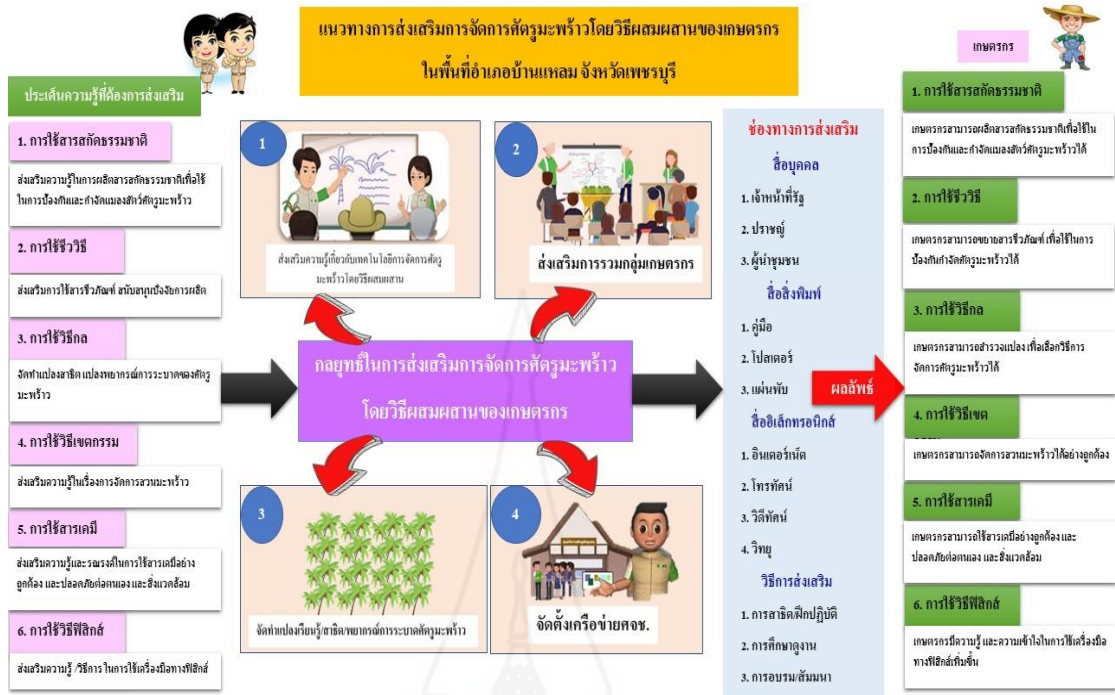 แนวทางการส่งเสริมการจัดการศัตรูมะพร้าวโดยวิธีผสมผสานของเกษตรกร
ในพื้นที่อำเภอบ้านแหลม จังหวัดเพชรบุรี
ประเด็นความรู้ที่ต้องการส่งเสริม
1. การใช้สารสกัดธรรมชาติ
ส่งเสริมความรู้ในการผลิตสารสกัดธรรมชาติเพื่อใช้
ในการป้องกันและกำจัดแมลงสัตว์ศัตรูมะพร้าว
2. การใช้ชีววิธี
ส่งเสริมการใช้สารชีวภัณฑ์ สนับสนุนปัจจัยการผลิต
3. การใช้วิธีกล
จัดทำแปลงสาธิต แปลงพยากรณ์การระบาดของศัตรู
มะพร้าว
4. การใช้วิธีเขตกรรม
ส่งเสริมความรู้ในเรื่องการจัดการสวนมะพร้าว
5. การใช้สารเคมี
ส่งเสริมความรู้และรณรงค์ในการใช้สารเคมีอย่าง
ถูกต้อง และปลอดภัยต่อตนเอง และสิ่งแวดล้อม
6. การใช้วิธีฟิสิกส์
ส่งเสริมความรู้ /วิธีการ ในการใช้เครื่องมือทางฟิสิกส์
1
ส่งเสริมความรู้เกี่ยวกับเทคโนโลยีการจัดการศัตรู
มะพร้าวโดยวิธีผสมผสาน
2
ส่งเสริมการรวมกลุ่มเกษตรกร
กลยุทธ์ในการส่งเสริมการจัดการศัตรูมะพร้าว
โดยวิธีผสมผสานของเกษตรกร
3
จัดทำแปลงเรียนรู้/สาธิต/พยากรณ์การระบาดศัตรูมะพร้าว
4
จัดตั้งเครือข่ายศจช.
ช่องทางการส่งเสริม
สื่อบุคคล
1. เจ้าหน้าที่รัฐ
2. ปราชญ์
3. ผู้นำชุมชน
สื่อสิ่งพิมพ์
1. คู่มือ
2. โปสเตอร์
3. แผ่นพับ
สื่ออิเล็กทรอนิกส์
1. อินเตอร์เน็ต
2. โทรทัศน์
3. วิดีทัศน์
4. วิทยุ
วิธีการส่งเสริม
1. การสาธิต/ฝึกปฏิบัติ
2. การศึกษาดูงาน
3. การอบรม/สัมมนา
ผลลัพธ์
เกษตรกร
1. การใช้สารสกัดธรรมชาติ
เกษตรกรสามารถผลิตสารสกัดธรรมชาติเพื่อใช้ใน
การป้องกันและกำจัดแมลงสัตว์ศัตรูมะพร้าวได้
2. การใช้ชีววิธี
เกษตรกรสามารถขยายสารชีวภัณฑ์ เพื่อใช้ในการ
ป้องกันกำจัดศัตรูมะพร้าวได้
3. การใช้วิธีกล
เกษตรกรสามารถสำรวจแปลง เพื่อเลือกวิธีการ
จัดการศัตรูมะพร้าวได้
4. การใช้วิธีเขต
เกษตรกรสามารถจัดการสวนมะพร้าวได้อย่างถูกต้อง
5. การใช้สารเคมี
เกษตรกรสามารถใช้สารเคมีอย่างถูกต้อง และ
ปลอดภัยต่อตนเอง และสิ่งแวดล้อม
6. การใช้วิธีฟิสิกส์
เกษตรกรมีความรู้ และความเข้าใจในการใช้เครื่องมือ
ทางฟิสิกส์เพิ่มขึ้น